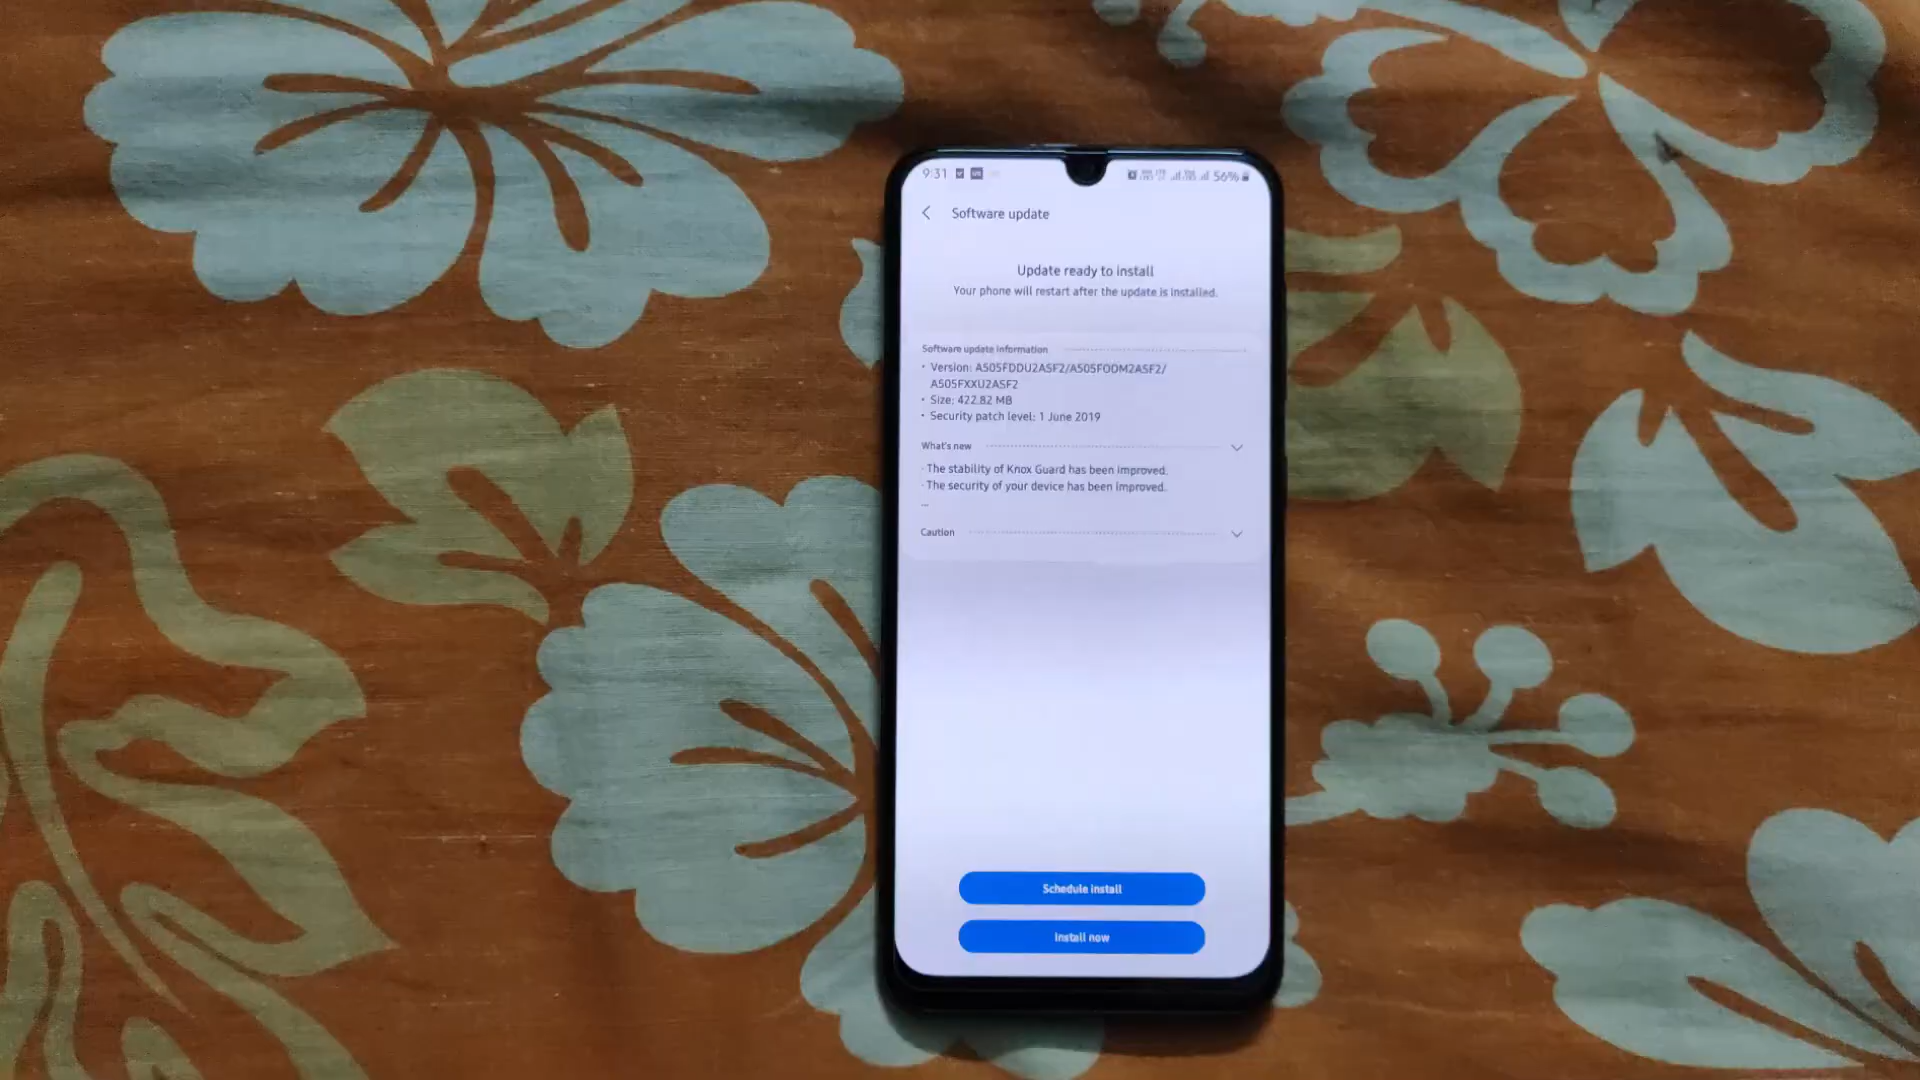 9:31 56%
Software update
Update ready to install
Your phone will restart after the update is installed.
Software update information
• Version: A505FDDU2ASF2/A505FODM2ASF2/
A505FXXU2ASF2
• Size: 422.82 MB
• Security patch level: 1 June 2019
What's new
· The stability of Knox Guard has been improved.
· The security of your device has been improved.
...
Caution
Schedule install
Install now